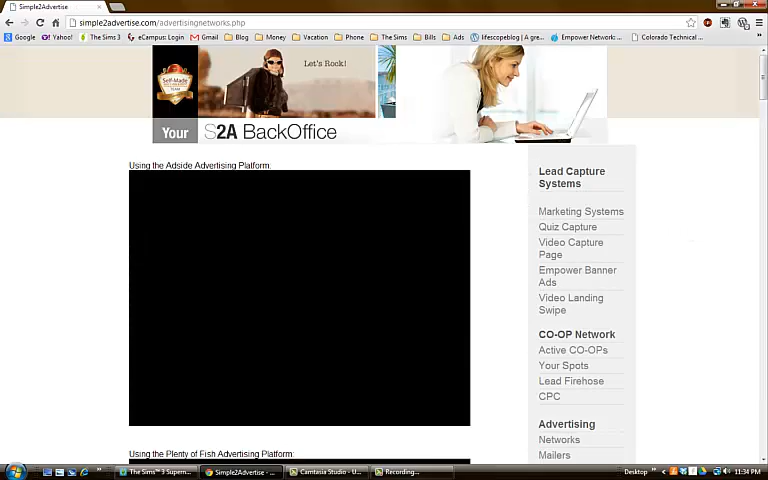 Simple2Advertise
simple2advertise.com/advertisingnetworks.php
Google Yahoo! The Sims 3 eCampus: Login Gmail Blog Money Vacation Phone The Sims Bills Ads lifescopeblog | A gre... Empower Network: ... Colorado Technical ...
Self-Made
TEAM
Let's Rock!
Your S2A BackOffice
Using the Adside Advertising Platform:
Lead Capture
Systems
Marketing Systems
Quiz Capture
Video Capture
Page
Empower Banner
Ads
Video Landing
Swipe
CO-OP Network
Active CO-OPs
Your Spots
Lead Firehose
CPC
Advertising
Networks
Mailers
Using the Plenty of Fish Advertising Platform:
The Sims™ 3 Supern... Simple2Advertise - ... Camtasia Studio - U... Recording... Desktop 11:34 PM